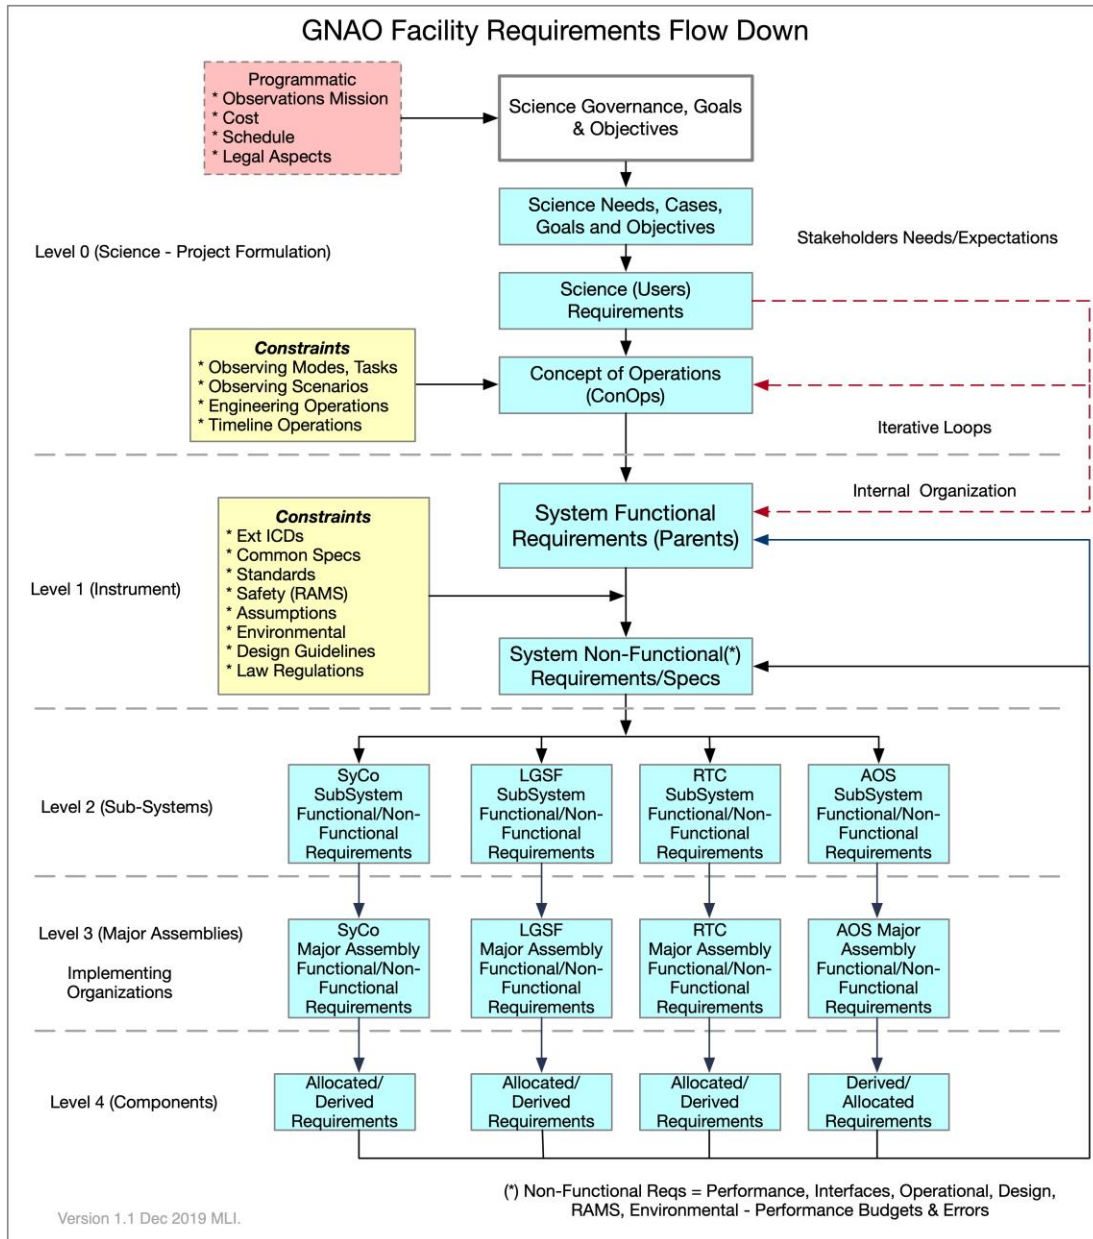 GNAO Facility Requirements Flow Down
Programmatic
* Observations Mission
* Cost
* Schedule
* Legal Aspects
Science Governance, Goals
& Objectives
Science Needs, Cases,
Goals and Objectives
Stakeholders Needs/Expectations
Level 0 (Science - Project Formulation)
Science (Users)
Requirements
Constraints
* Observing Modes, Tasks
* Observing Scenarios
* Engineering Operations
* Timeline Operations
Concept of Operations
(ConOps)
Iterative Loops
Internal Organization
Constraints
* Ext ICDs
* Common Specs
* Standards
* Safety (RAMS)
* Assumptions
* Environmental
* Design Guidelines
* Law Regulations
System Functional
Requirements (Parents)
Level 1 (Instrument)
System Non-Functional(*)
Requirements/Specs
Level 2 (Sub-Systems)
SyCo
SubSystem
Functional/Non-
Functional
Requirements
LGSF
SubSystem
Functional/Non-
Functional
Requirements
RTC
SubSystem
Functional/Non-
Functional
Requirements
AOS
SubSystem
Functional/Non-
Functional
Requirements
Level 3 (Major Assemblies)
Implementing
Organizations
SyCo
Major Assembly
Functional/Non-
Functional
Requirements
LGSF
Major Assembly
Functional/Non-
Functional
Requirements
RTC
Major Assembly
Functional/Non-
Functional
Requirements
AOS Major
Assembly
Functional/Non-
Functional
Requirements
Level 4 (Components)
Allocated/
Derived
Requirements
Allocated/
Derived
Requirements
Allocated/
Derived
Requirements
Derived/
Allocated
Requirements
(*) Non-Functional Reqs = Performance, Interfaces, Operational, Design,
RAMS, Environmental - Performance Budgets & Errors
Version 1.1 Dec 2019 MLI.